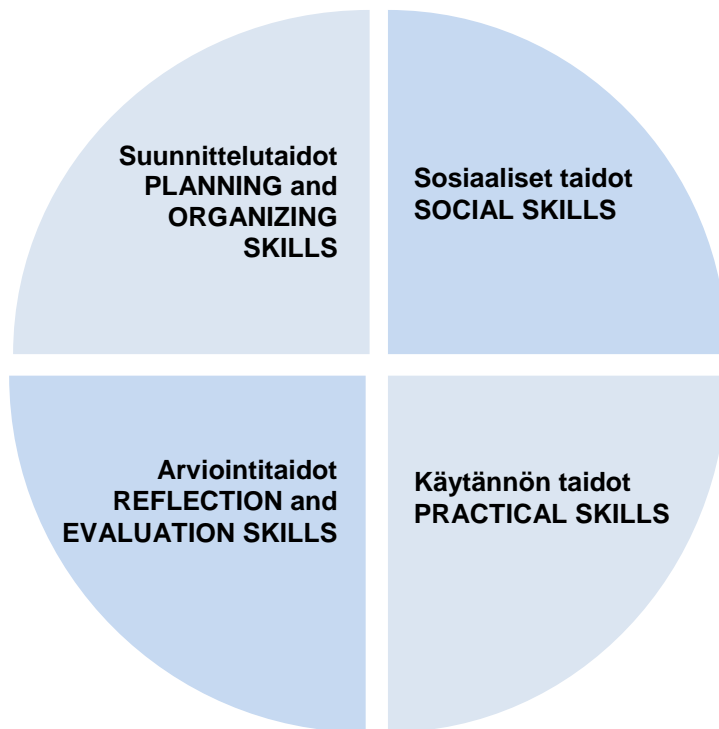 Suunnittelutaidot
PLANNING and
ORGANIZING
SKILLS
Sosiaaliset taidot
SOCIAL SKILLS
Arviointitaidot
REFLECTION and
EVALUATION SKILLS
Käytännön taidot
PRACTICAL SKILLS